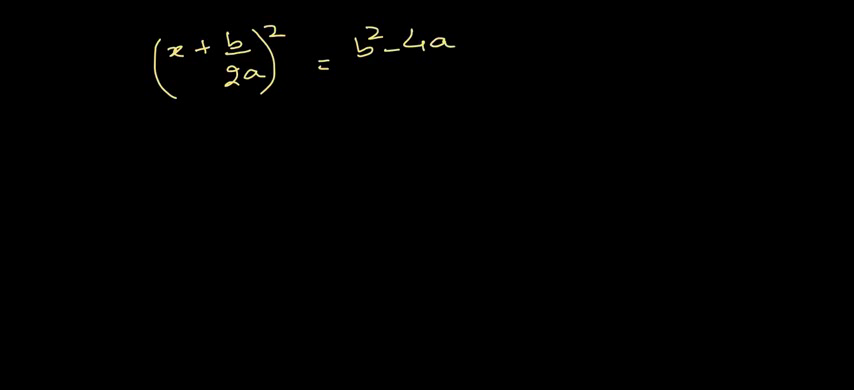 (x + b/2a)² = b² - 4a